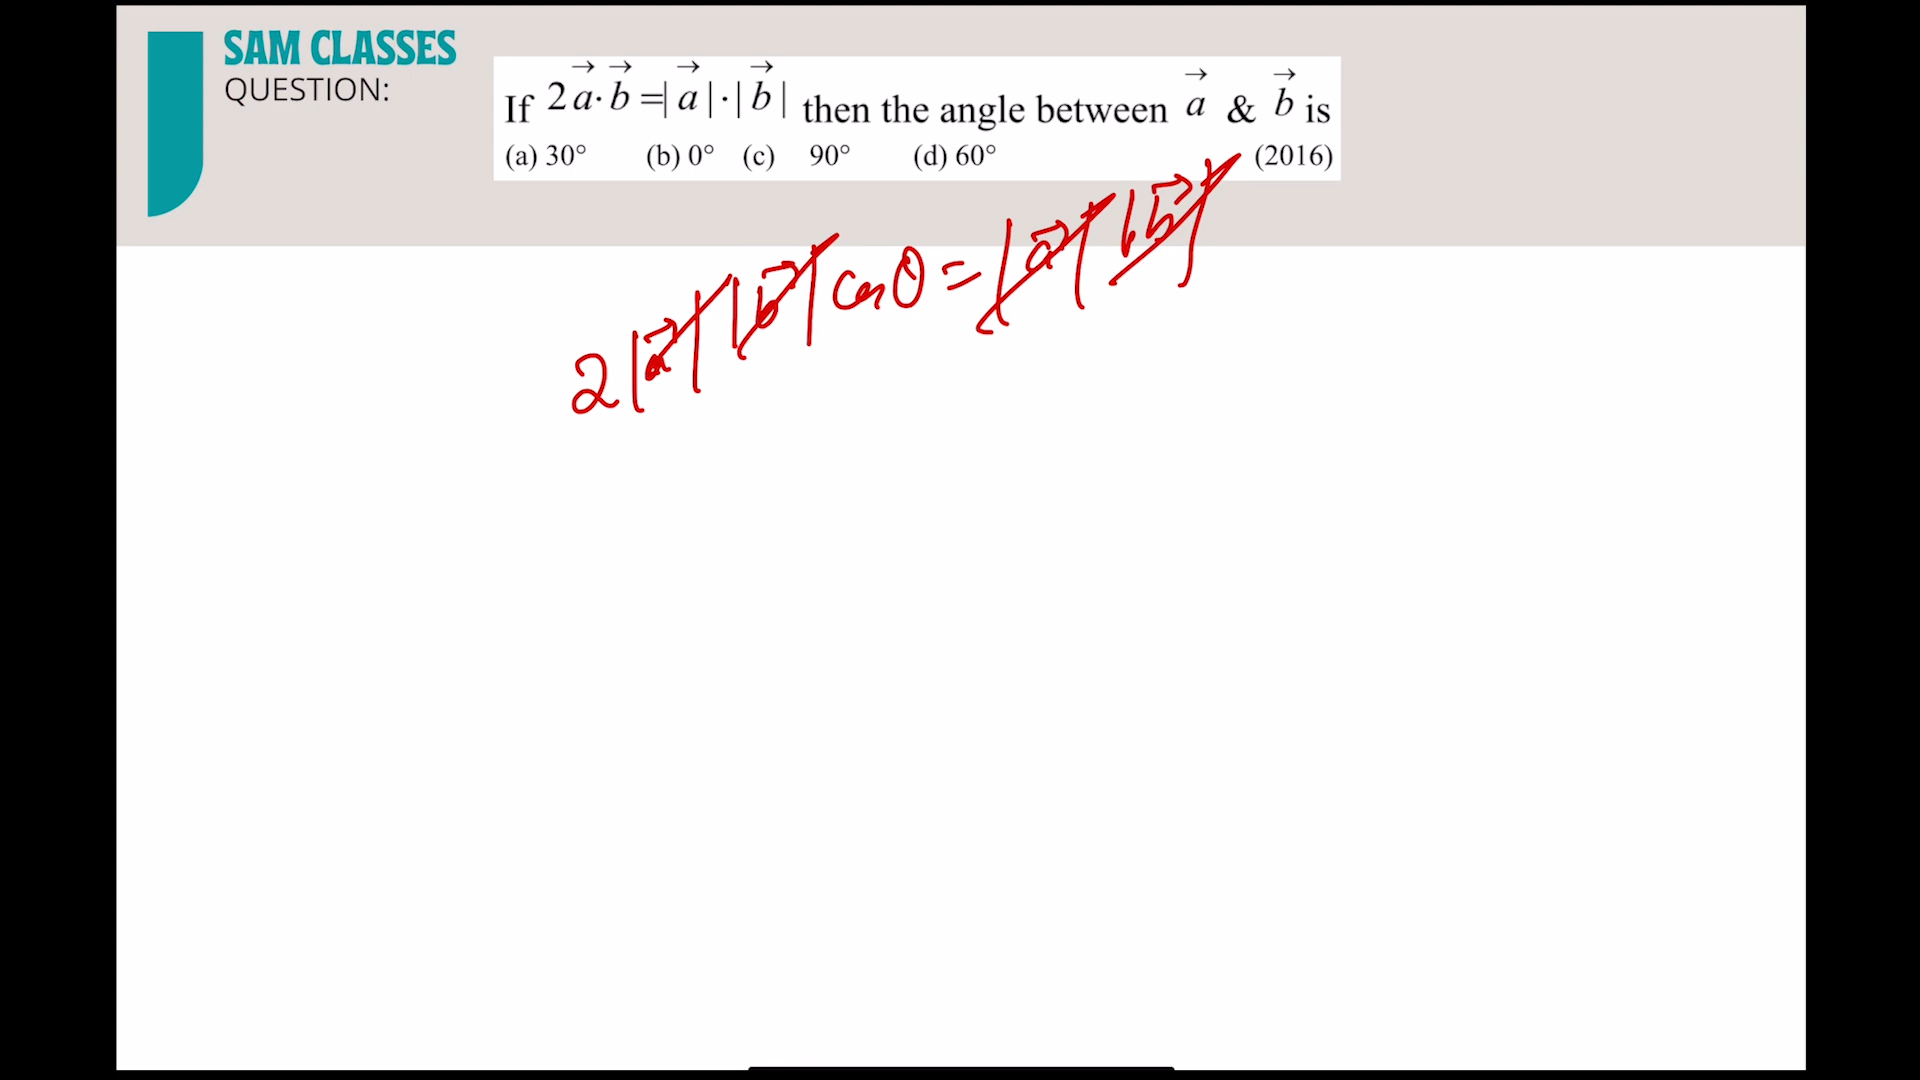 SAM CLASSES
QUESTION:
If 2a⃗·b⃗=|a⃗|·|b⃗| then the angle between a⃗ & b⃗ is
(a) 30° (b) 0° (c) 90° (d) 60° (2016)
2|a⃗||b⃗|cosθ=|a⃗||b⃗|